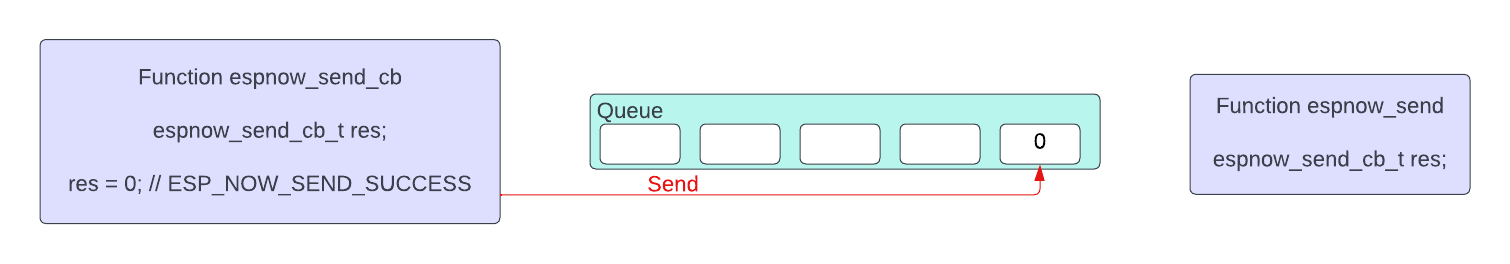 Function espnow_send_cb
espnow_send_cb_t res;
res = 0; // ESP_NOW_SEND_SUCCESS
Queue
0
Send
Function espnow_send
espnow_send_cb_t res;